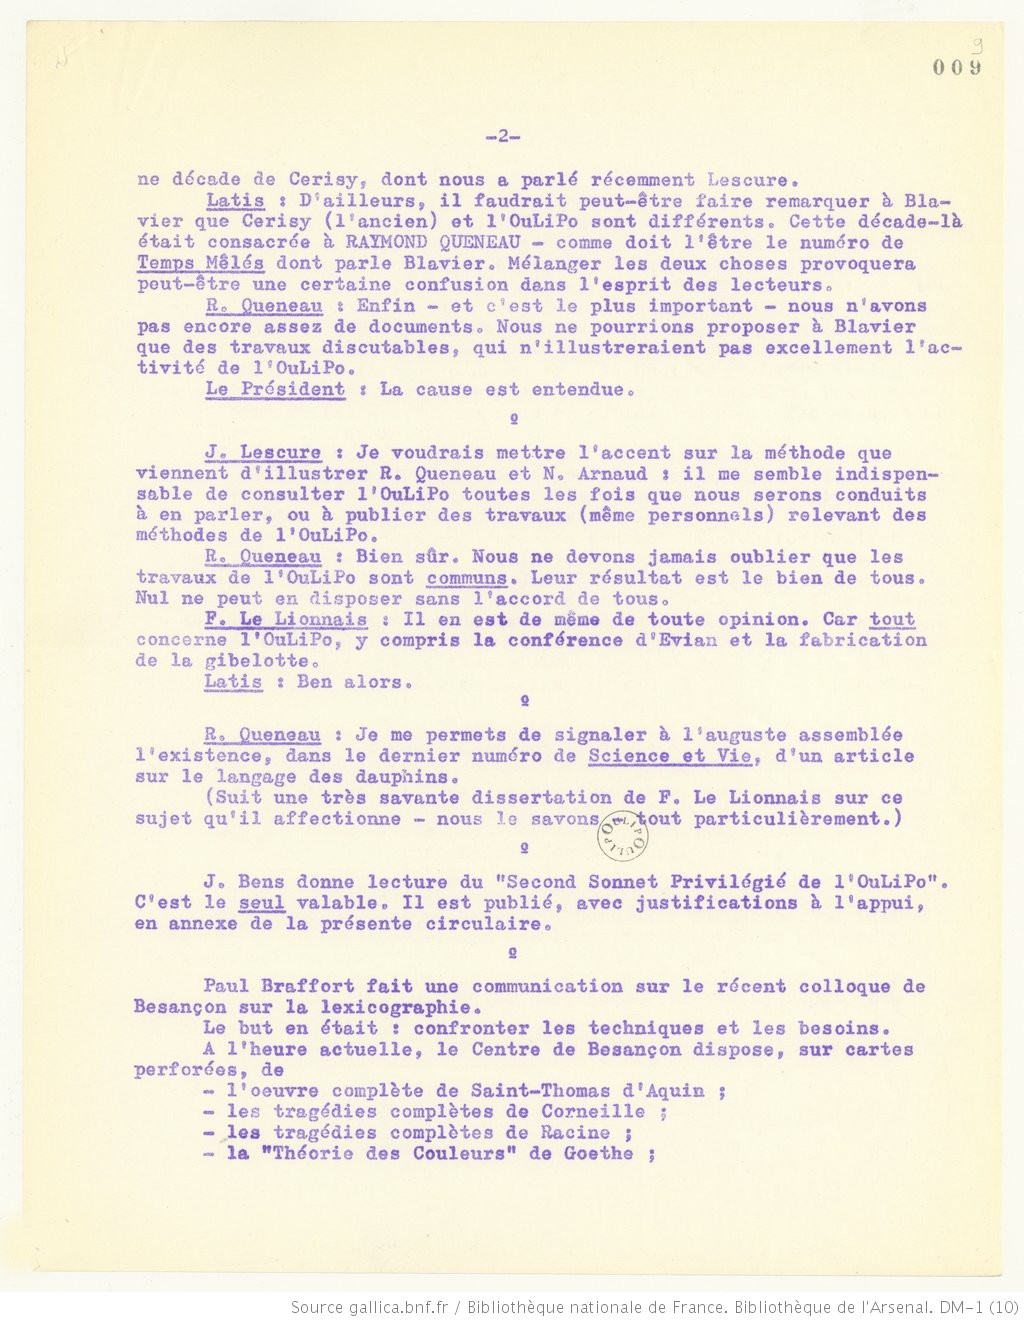 9
009
-2-
ne décade de Cerisy, dont nous a parlé récemment Lescure.
Latis : D'ailleurs, il faudrait peut-être faire remarquer à Bla-
vier que Cerisy (l'ancien) et l'OuLiPo sont différents. Cette décade-là
était consacrée à RAYMOND QUENEAU - comme doit l'être le numéro de
Temps Mêlés dont parle Blavier. Mélanger les deux choses provoquera
peut-être une certaine confusion dans l'esprit des lecteurs.
R. Queneau : Enfin - et c'est le plus important - nous n'avons
pas encore assez de documents. Nous ne pourrions proposer à Blavier
que des travaux discutables, qui n'illustreraient pas excellement l'ac-
tivité de l'OuLiPo.
Le Président : La cause est entendue.
o
J. Lescure : Je voudrais mettre l'accent sur la méthode que
viennent d'illustrer R. Queneau et N. Arnaud : il me semble indispen-
sable de consulter l'OuLiPo toutes les fois que nous serons conduits
à en parler, ou à publier des travaux (même personnels) relevant des
méthodes de l'OuLiPo.
R. Queneau : Bien sûr. Nous ne devons jamais oublier que les
travaux de l'OuLiPo sont communs. Leur résultat est le bien de tous.
Nul ne peut en disposer sans l'accord de tous.
F. Le Lionnais : Il en est de même de toute opinion. Car tout
concerne l'OuLiPo, y compris la conférence d'Evian et la fabrication
de la gibelotte.
Latis : Ben alors.
o
R. Queneau : Je me permets de signaler à l'auguste assemblée
l'existence, dans le dernier numéro de Science et Vie, d'un article
sur le langage des dauphins.
(Suit une très savante dissertation de F. Le Lionnais sur ce
sujet qu'il affectionne - nous le savons - tout particulièrement.)
OULIPO OULIPO
o
J. Bens donne lecture du "Second Sonnet Privilégié de l'OuLiPo".
C'est le seul valable. Il est publié, avec justifications à l'appui,
en annexe de la présente circulaire.
o
Paul Braffort fait une communication sur le récent colloque de
Besançon sur la lexicographie.
Le but en était : confronter les techniques et les besoins.
A l'heure actuelle, le Centre de Besançon dispose, sur cartes
perforées, de
- l'oeuvre complète de Saint-Thomas d'Aquin ;
- les tragédies complètes de Corneille ;
- les tragédies complètes de Racine ;
- la "Théorie des Couleurs" de Goethe ;
Source gallica.bnf.fr / Bibliothèque nationale de France. Bibliothèque de l'Arsenal. DM-1 (10)